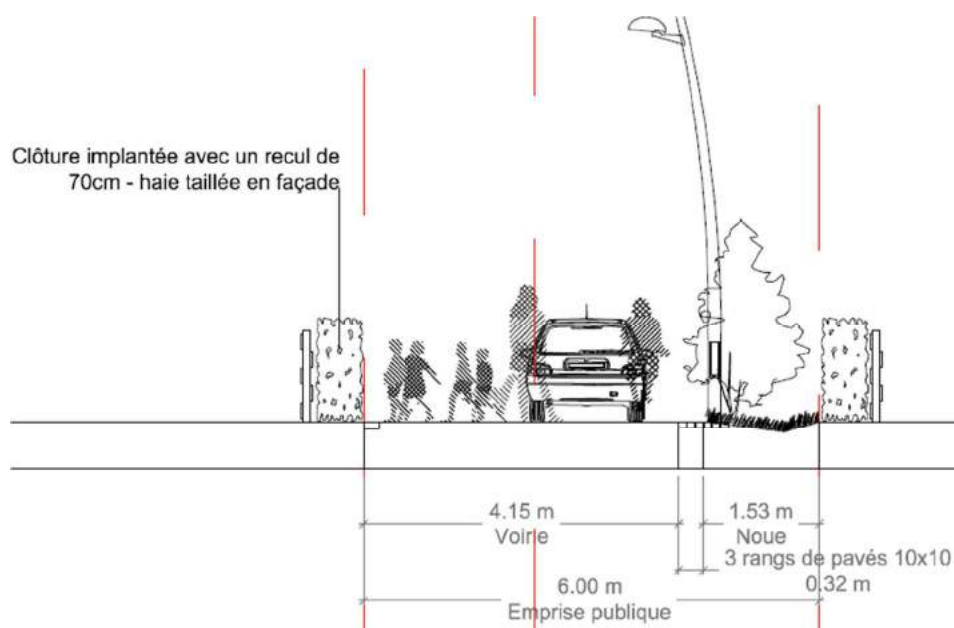 Clôture implantée avec un recul de
70cm - haie taillée en façade
4.15 m
Voirie
1.53 m
Noue
3 rangs de pavés 10x10
0.32 m
6.00 m
Emprise publique